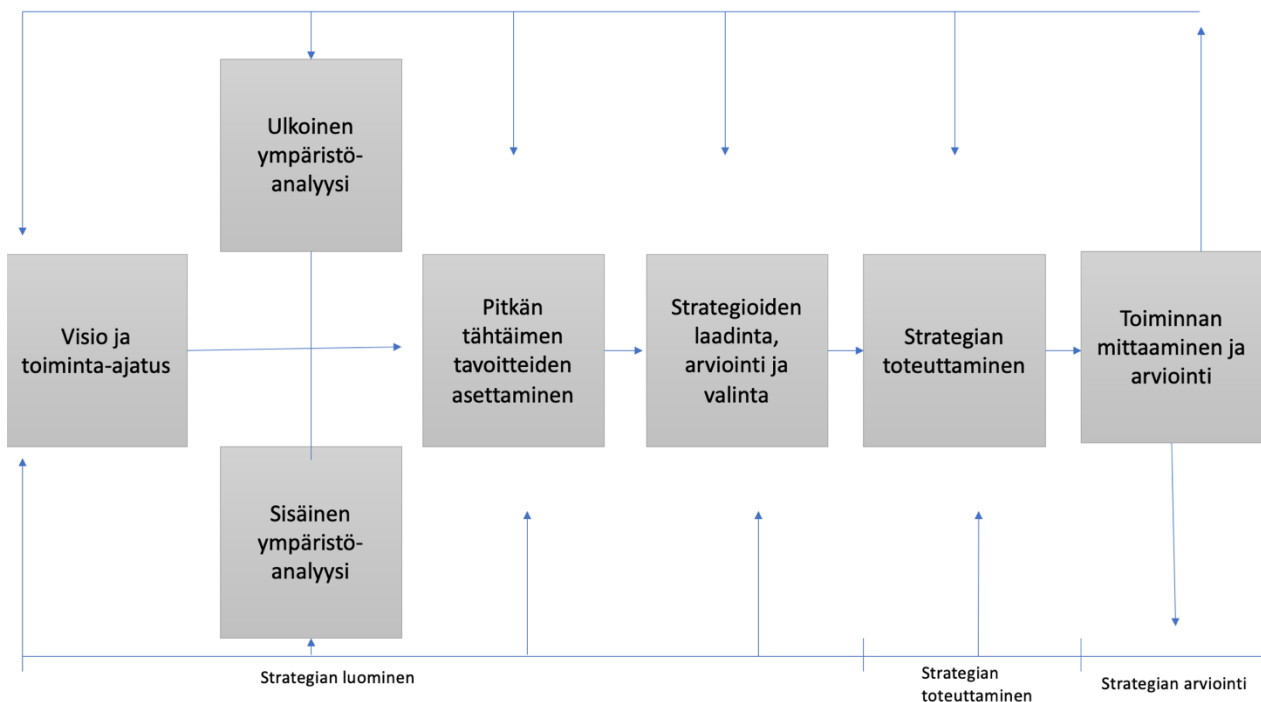 Ulkoinen
ympäristö-
analyysi
Visio ja
toiminta-ajatus
Sisäinen
ympäristö-
analyysi
Pitkän
tähtäimen
tavoitteiden
asettaminen
Strategioiden
laadinta,
arviointi ja
valinta
Strategian
toteuttaminen
Toiminnan
mittaaminen ja
arviointi
Strategian luominen
Strategian
toteuttaminen
Strategian arviointi